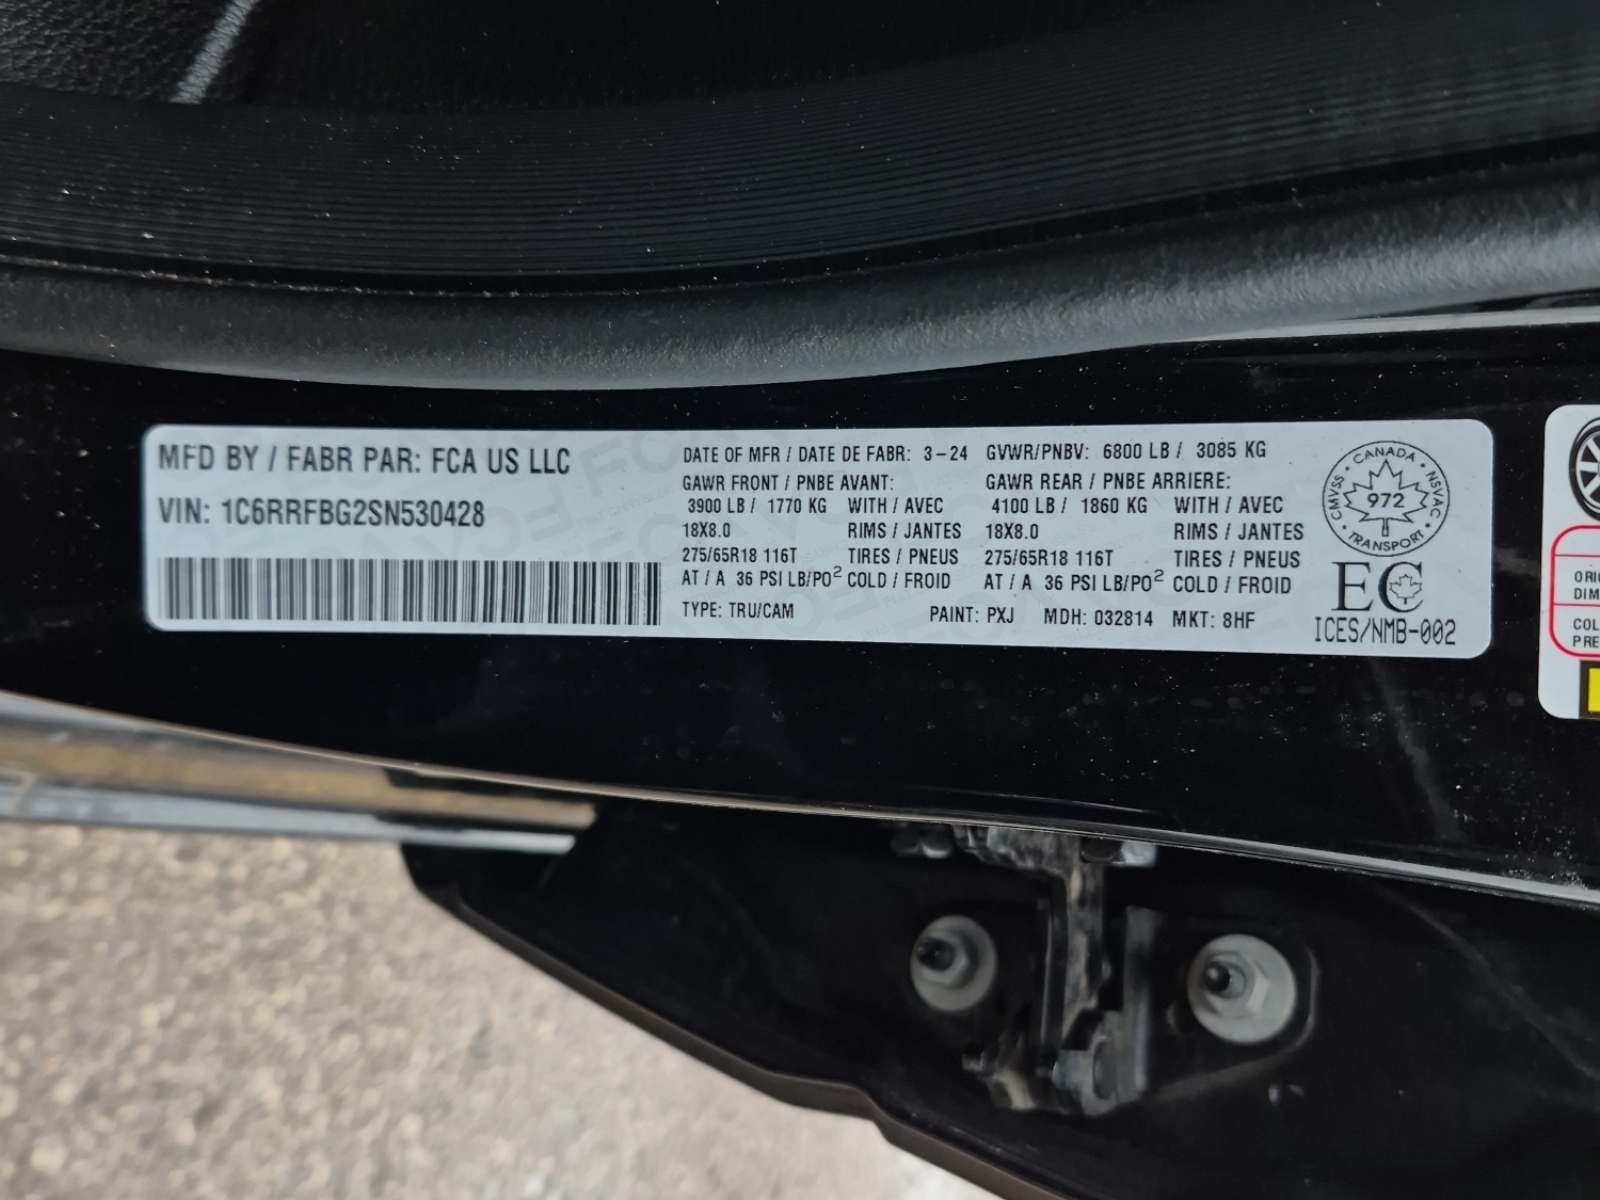 MFD BY / FABR PAR: FCA US LLC
VIN: 1C6RRFBG2SN530428
DATE OF MFR / DATE DE FABR: 3-24 GVWR/PNBV: 6800 LB / 3085 KG
GAWR FRONT / PNBE AVANT: GAWR REAR / PNBE ARRIERE:
3900 LB / 1770 KG WITH / AVEC 4100 LB / 1860 KG WITH / AVEC
18X8.0 RIMS / JANTES 18X8.0 RIMS / JANTES
275/65R18 116T TIRES / PNEUS 275/65R18 116T TIRES / PNEUS
AT / A 36 PSI LB/PO² COLD / FROID AT / A 36 PSI LB/PO² COLD / FROID
TYPE: TRU/CAM PAINT: PXJ MDH: 032814 MKT: 8HF
CMVSS • CANADA • NSVAC
972
• TRANSPORT •
EC
ICES/NMB-002